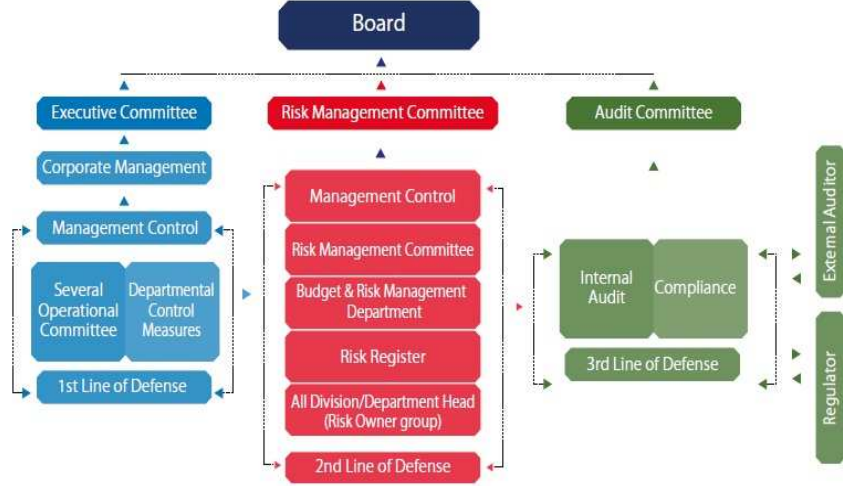 Board
Executive Committee
Risk Management Committee
Audit Committee
Corporate Management
Management Control
Several
Operational
Committee
Departmental
Control
Measures
1st Line of Defense
Management Control
Risk Management Committee
Budget & Risk Management
Department
Risk Register
All Division/Department Head
(Risk Owner group)
2nd Line of Defense
Internal
Audit
Compliance
3rd Line of Defense
External Auditor
Regulator